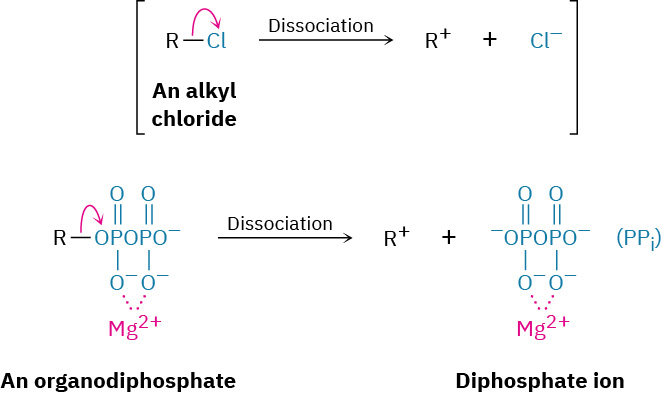 Dissociation
R—Cl R⁺ + Cl⁻
An alkyl
chloride
O O O O
Dissociation
R—OPOPO⁻ R⁺ + ⁻OPOPO⁻ (PPᵢ)
O⁻ O⁻ O⁻ O⁻
Mg²⁺ Mg²⁺
An organodiphosphate Diphosphate ion